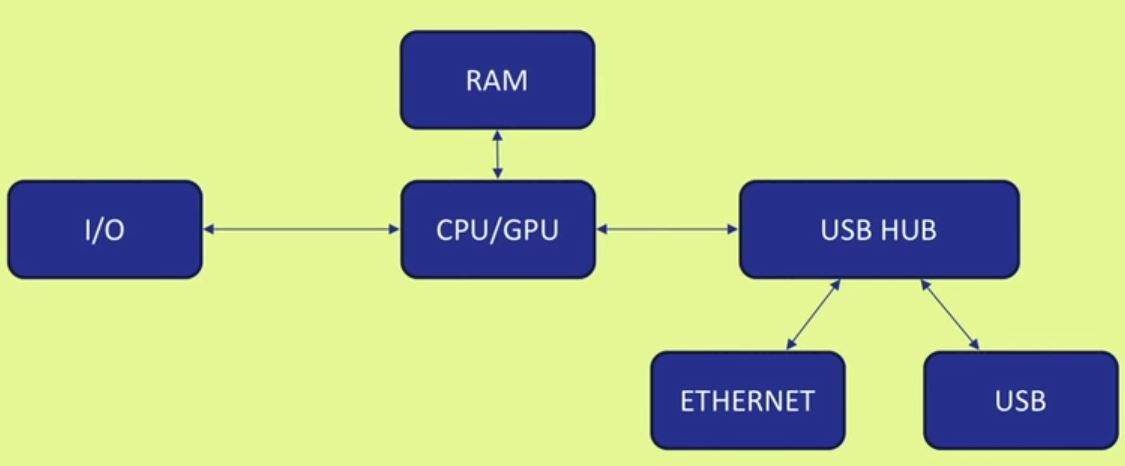 RAM
I/O
CPU/GPU
USB HUB
ETHERNET
USB